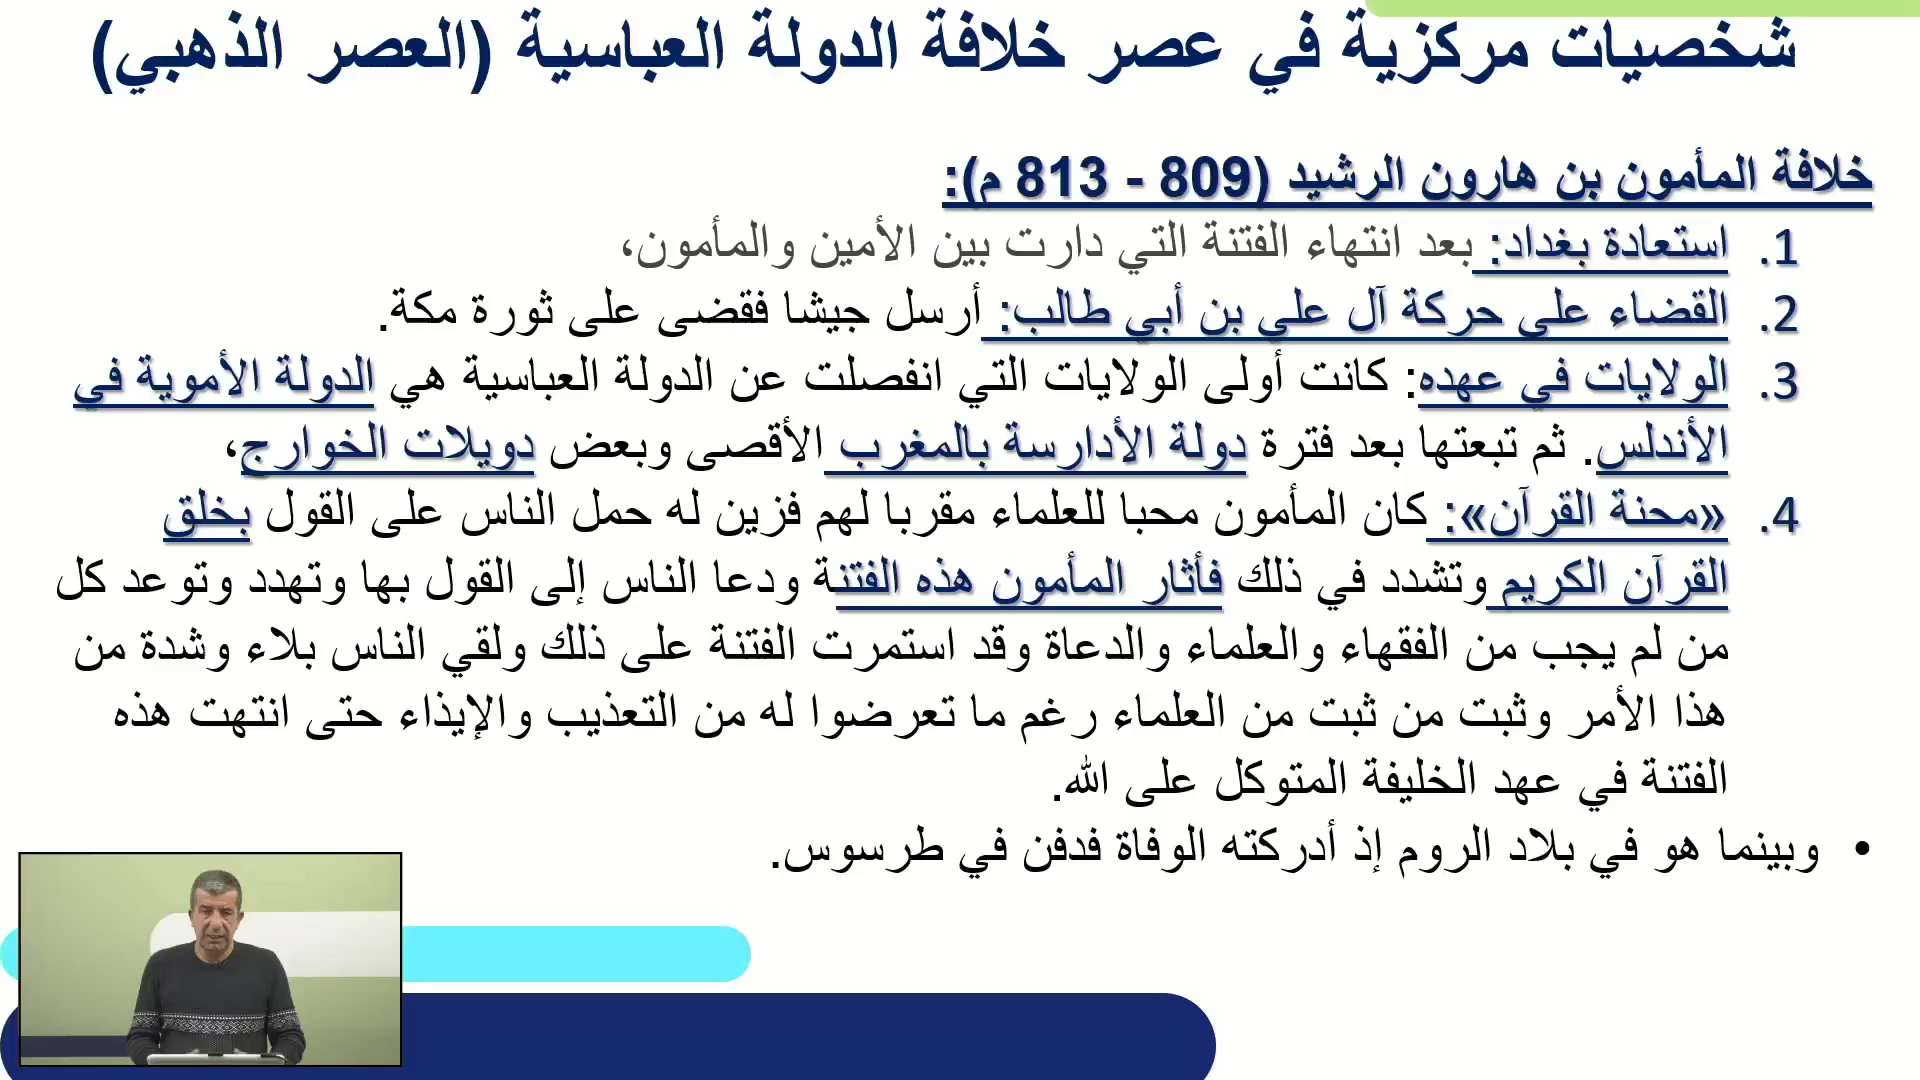 شخصيات مركزية في عصر خلافة الدولة العباسية (العصر الذهبي)
خلافة المأمون بن هارون الرشيد (809 - 813 م):
1. استعادة بغداد: بعد انتهاء الفتنة التي دارت بين الأمين والمأمون،
2. القضاء على حركة آل علي بن أبي طالب: أرسل جيشا فقضى على ثورة مكة.
3. الولايات في عهده: كانت أولى الولايات التي انفصلت عن الدولة العباسية هي الدولة الأموية في
الأندلس. ثم تبعتها بعد فترة دولة الأدارسة بالمغرب الأقصى وبعض دويلات الخوارج،
4. «محنة القرآن»: كان المأمون محبا للعلماء مقربا لهم فزين له حمل الناس على القول بخلق
القرآن الكريم وتشدد في ذلك فأثار المأمون هذه الفتنة ودعا الناس إلى القول بها وتهدد وتوعد كل
من لم يجب من الفقهاء والعلماء والدعاة وقد استمرت الفتنة على ذلك ولقي الناس بلاء وشدة من
هذا الأمر وثبت من ثبت من العلماء رغم ما تعرضوا له من التعذيب والإيذاء حتى انتهت هذه
الفتنة في عهد الخليفة المتوكل على الله.
• وبينما هو في بلاد الروم إذ أدركته الوفاة فدفن في طرسوس.